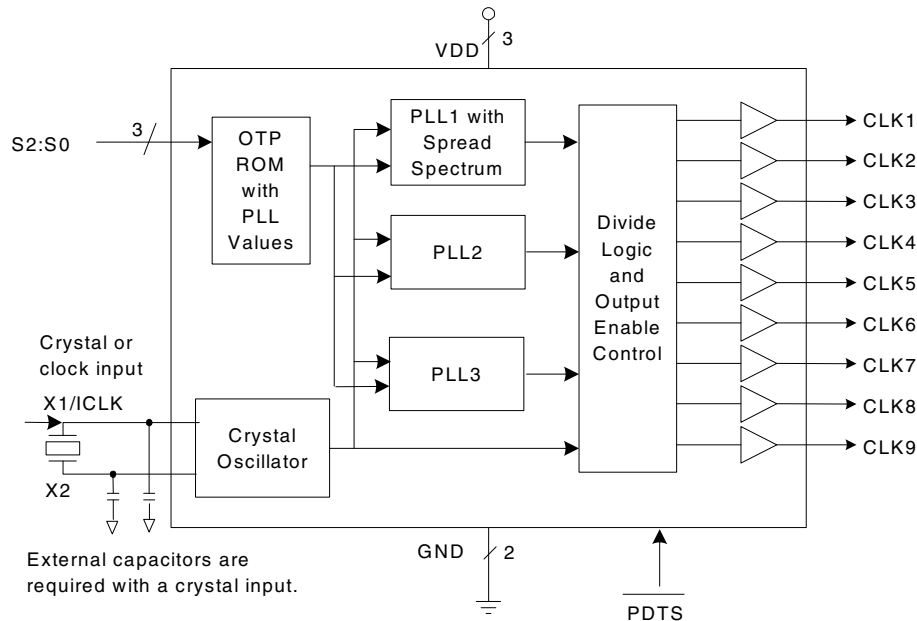 VDD
3
S2:S0
3
OTP
ROM
with
PLL
Values
PLL1 with
Spread
Spectrum
PLL2
PLL3
Divide
Logic
and
Output
Enable
Control
CLK1
CLK2
CLK3
CLK4
CLK5
CLK6
CLK7
CLK8
CLK9
Crystal or
clock input
X1/ICLK
X2
Crystal
Oscillator
External capacitors are
required with a crystal input.
GND
2
PDTS